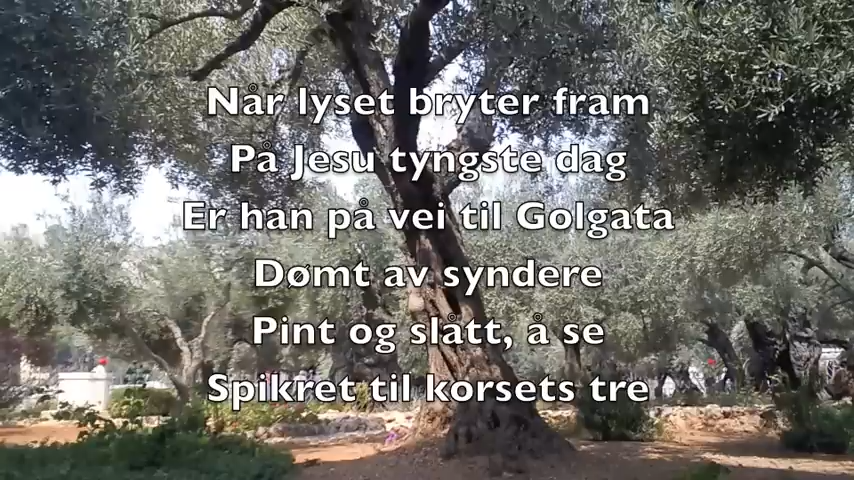 Når lyset bryter fram
På Jesu tyngste dag
Er han på vei til Golgata
Dømt av syndere
Pint og slått, å se
Spikret til korsets tre